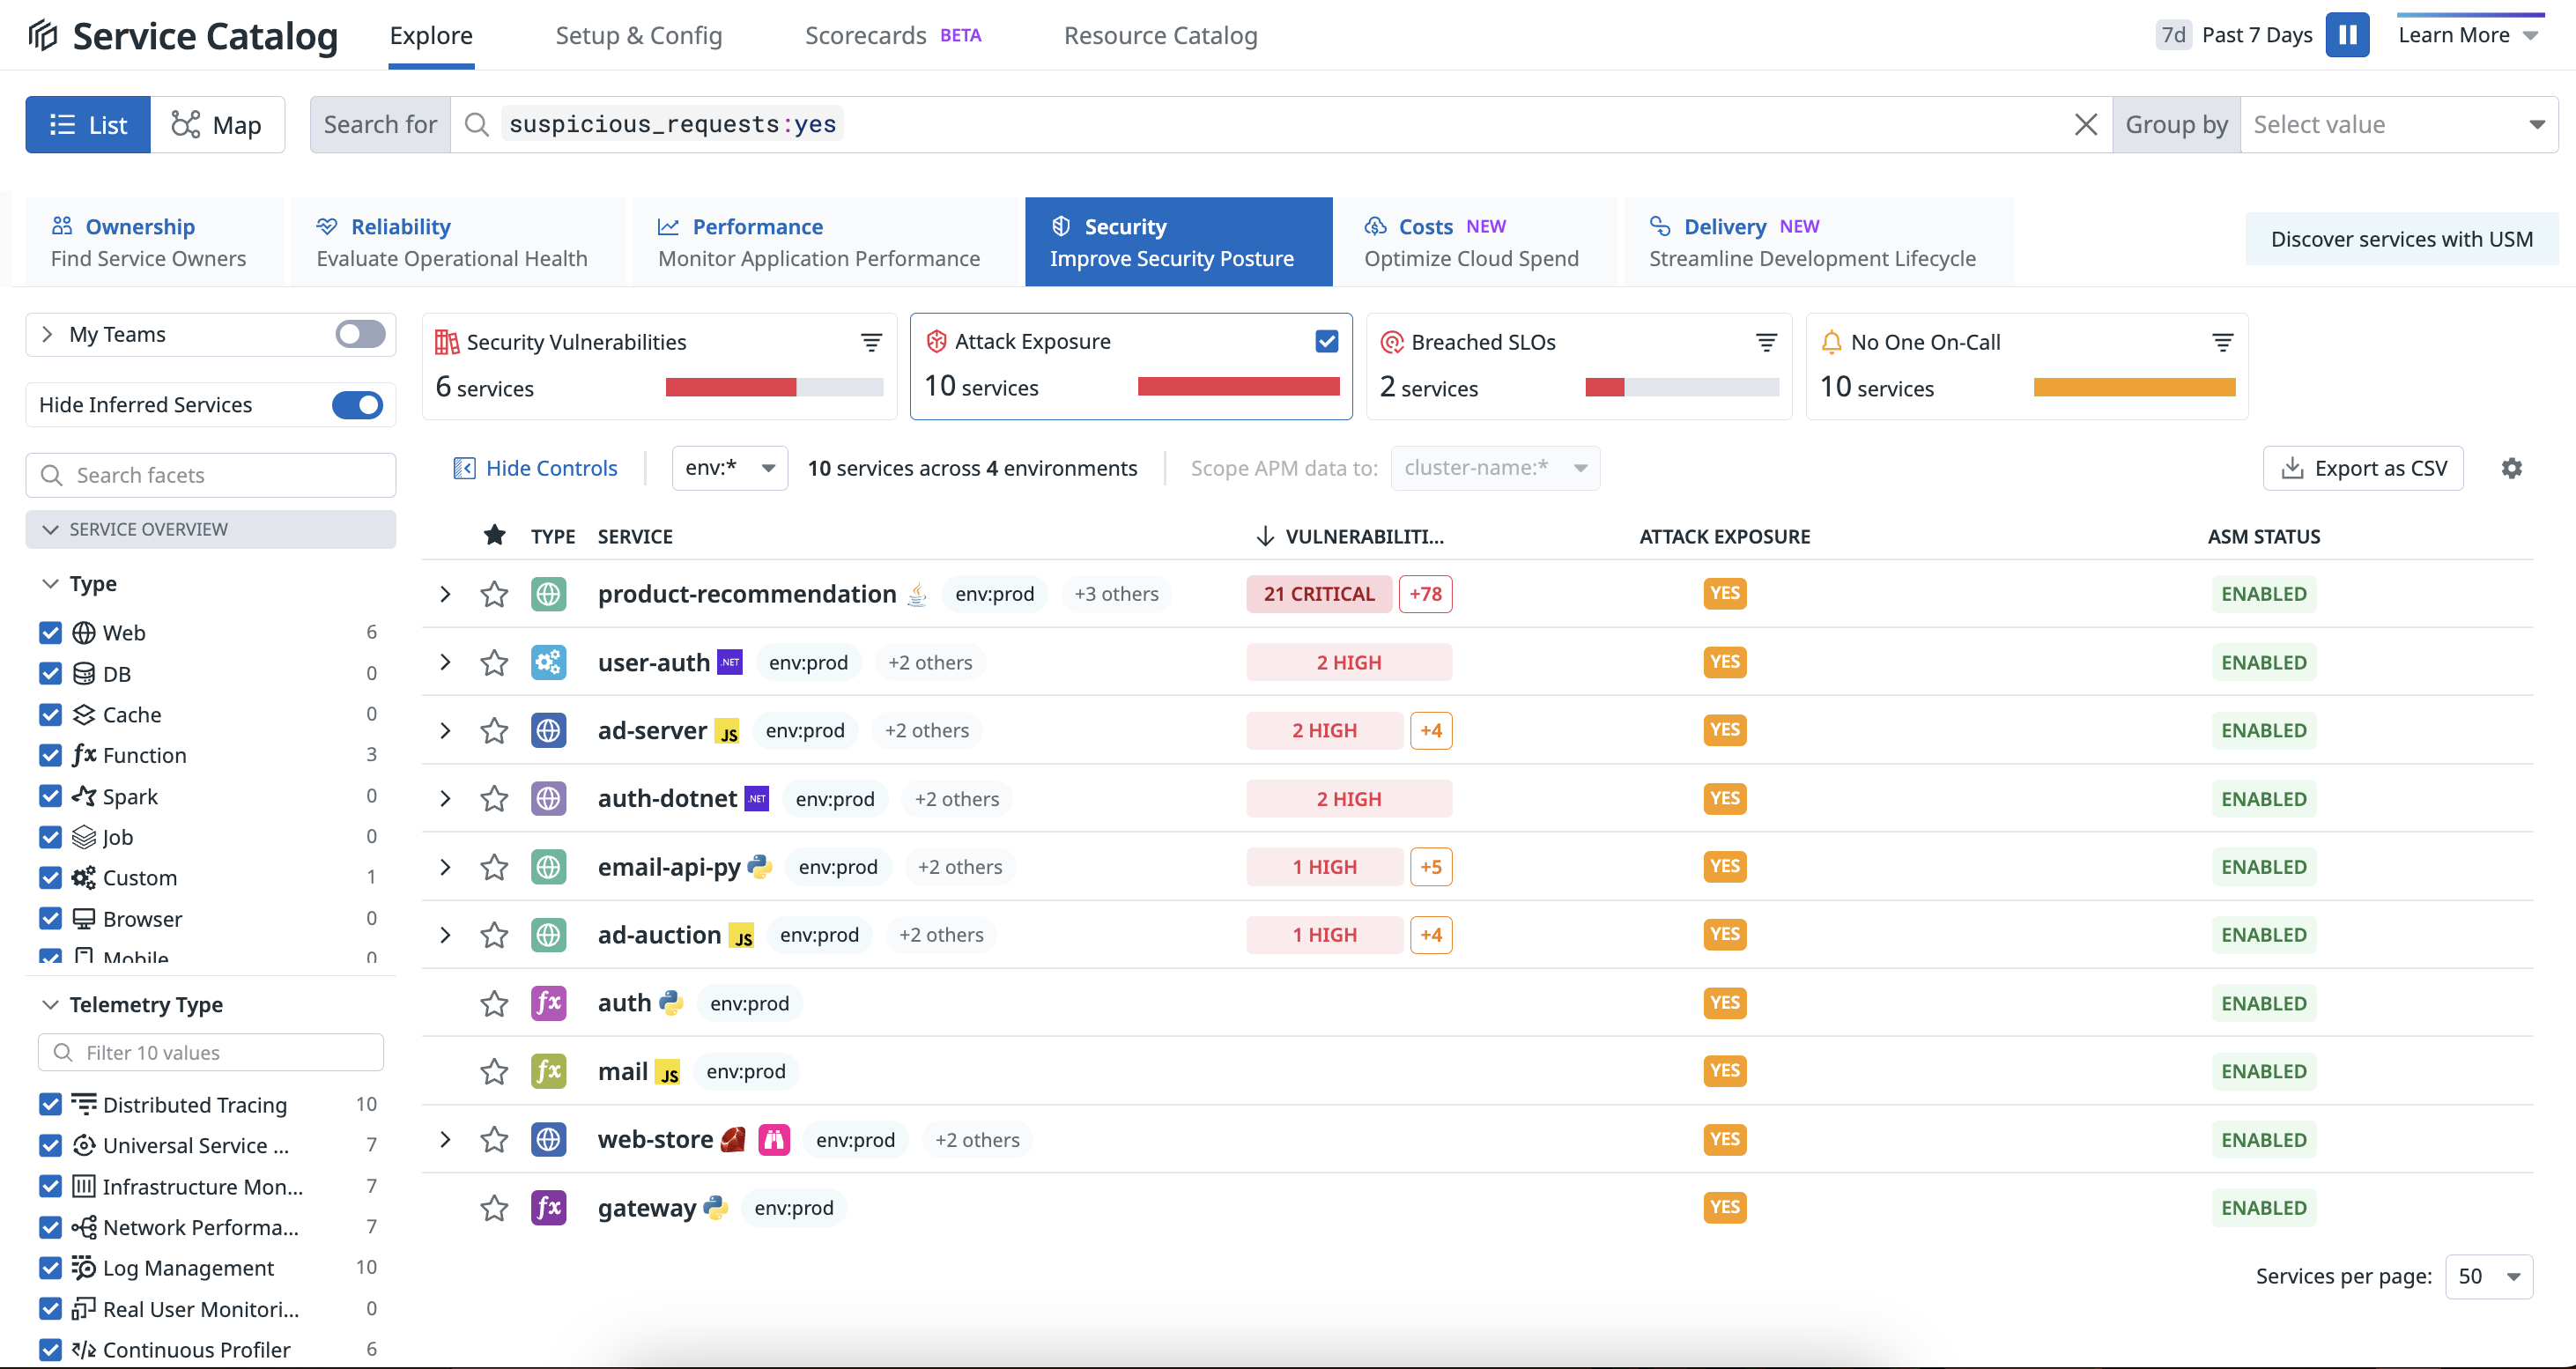 Service Catalog Explore Setup & Config Scorecards BETA Resource Catalog 7d Past 7 Days Learn More
List Map Search for suspicious_requests:yes Group by Select value
Ownership Reliability Performance Security Costs NEW Delivery NEW
Find Service Owners Evaluate Operational Health Monitor Application Performance Improve Security Posture Optimize Cloud Spend Streamline Development Lifecycle Discover services with USM
My Teams
Hide Inferred Services
Search facets
SERVICE OVERVIEW
Type
Web 6
DB 0
Cache 0
fx Function 3
Spark 0
Job 0
Custom 1
Browser 0
Mobile 0
Telemetry Type
Filter 10 values
Distributed Tracing 10
Universal Service ... 7
Infrastructure Mon... 7
Network Performa... 7
Log Management 10
Real User Monitori... 0
Continuous Profiler 6
Security Vulnerabilities Attack Exposure Breached SLOs No One On-Call
6 services 10 services 2 services 10 services
Hide Controls env:* 10 services across 4 environments Scope APM data to: cluster-name:* Export as CSV
TYPE SERVICE VULNERABILITI... ATTACK EXPOSURE ASM STATUS
product-recommendation env:prod +3 others 21 CRITICAL +78 YES ENABLED
user-auth .NET env:prod +2 others 2 HIGH YES ENABLED
ad-server JS env:prod +2 others 2 HIGH +4 YES ENABLED
auth-dotnet .NET env:prod +2 others 2 HIGH YES ENABLED
email-api-py env:prod +2 others 1 HIGH +5 YES ENABLED
ad-auction JS env:prod +2 others 1 HIGH +4 YES ENABLED
fx auth env:prod YES ENABLED
fx mail JS env:prod YES ENABLED
web-store env:prod +2 others YES ENABLED
fx gateway env:prod YES ENABLED
Services per page: 50